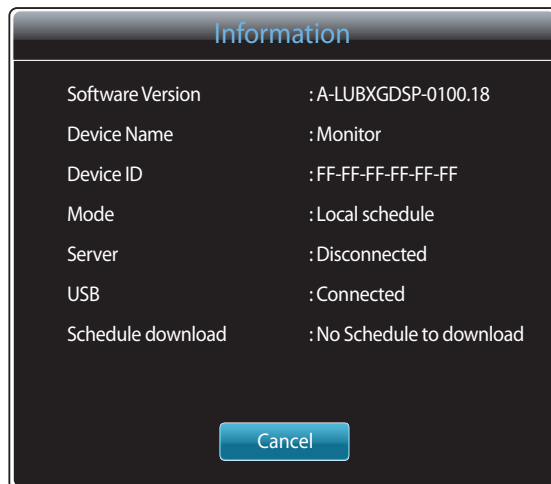 Information
Software Version : A-LUBXGDSP-0100.18
Device Name : Monitor
Device ID : FF-FF-FF-FF-FF-FF
Mode : Local schedule
Server : Disconnected
USB : Connected
Schedule download : No Schedule to download
Cancel